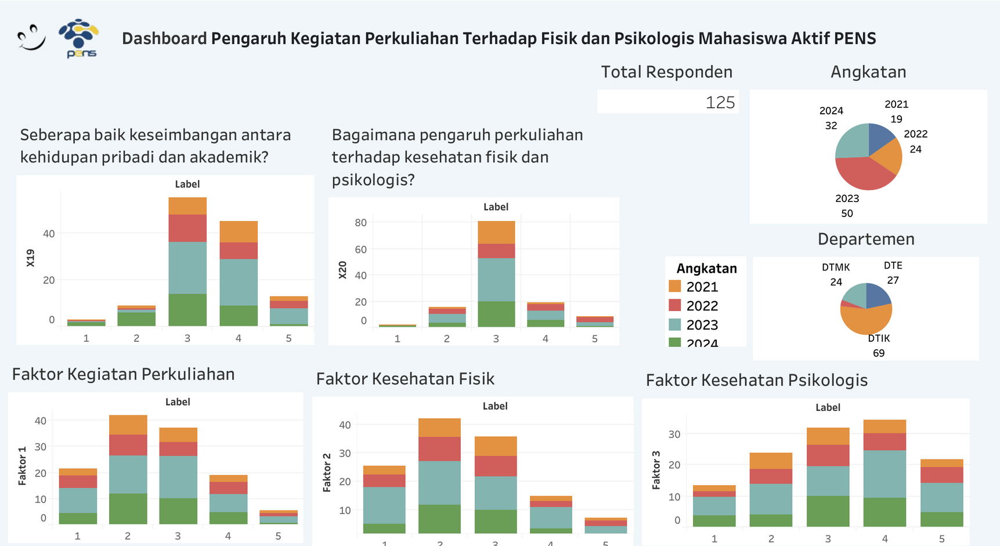 pens
Dashboard Pengaruh Kegiatan Perkuliahan Terhadap Fisik dan Psikologis Mahasiswa Aktif PENS
Total Responden
125
Angkatan
2024
32
2021
19
2022
24
2023
50
Seberapa baik keseimbangan antara
kehidupan pribadi dan akademik?
Label
X19
40
20
0
1 2 3 4 5
Bagaimana pengaruh perkuliahan
terhadap kesehatan fisik dan
psikologis?
Label
X20
80
60
40
20
0
1 2 3 4 5
Angkatan
2021
2022
2023
2024
Departemen
DTMK
24
DTE
27
DTIK
69
Faktor Kegiatan Perkuliahan
Label
Faktor 1
40
30
20
10
0
1 2 3 4 5
Faktor Kesehatan Fisik
Label
Faktor 2
40
30
20
10
1 2 3 4 5
Faktor Kesehatan Psikologis
Label
Faktor 3
30
20
10
0
1 2 3 4 5